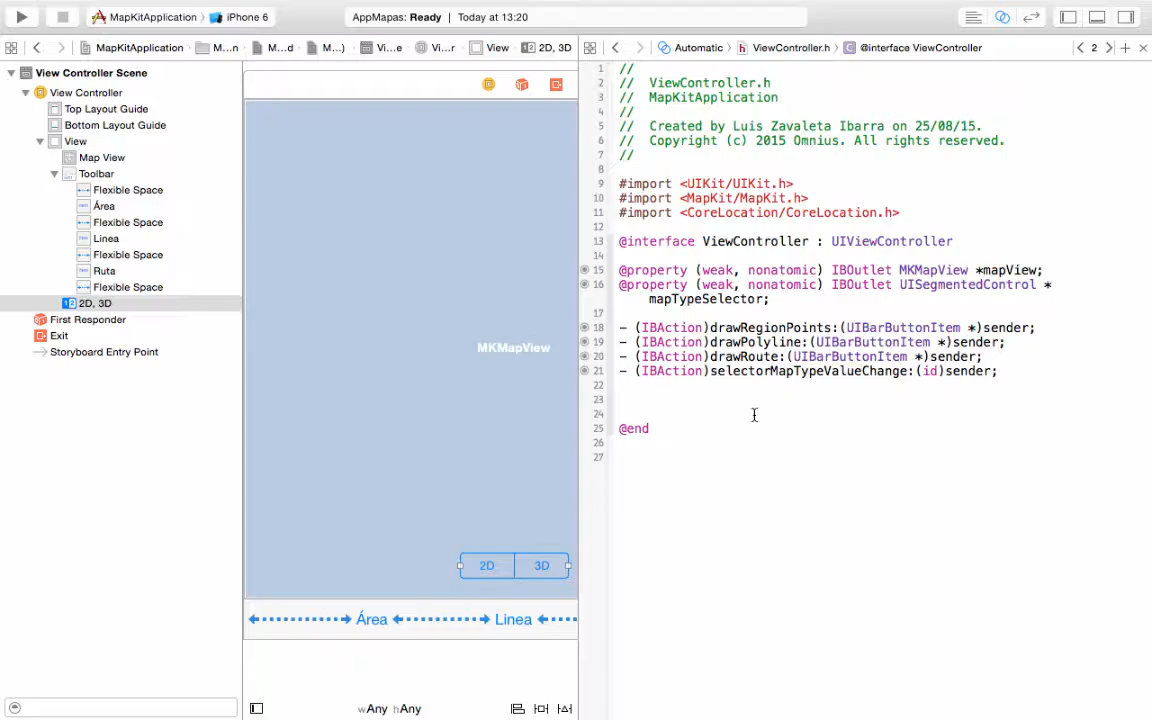 MapKitApplication
iPhone 6
AppMapas: Ready | Today at 13:20
MapKitApplication
M...n
M...d
M...)
Vi...e
Vi...r
View
2D, 3D
Automatic
ViewController.h
@interface ViewController
2
View Controller Scene
View Controller
Top Layout Guide
Bottom Layout Guide
View
Map View
Toolbar
Flexible Space
Área
Flexible Space
Linea
Flexible Space
Ruta
Flexible Space
2D, 3D
First Responder
Exit
Storyboard Entry Point
MKMapView
2D
3D
Área
Linea
wAny hAny
1 //
2 // ViewController.h
3 // MapKitApplication
4 //
5 // Created by Luis Zavaleta Ibarra on 25/08/15.
6 // Copyright (c) 2015 Omnius. All rights reserved.
7 //
8
9 #import <UIKit/UIKit.h>
10 #import <MapKit/MapKit.h>
11 #import <CoreLocation/CoreLocation.h>
12
13 @interface ViewController : UIViewController
14
15 @property (weak, nonatomic) IBOutlet MKMapView *mapView;
16 @property (weak, nonatomic) IBOutlet UISegmentedControl *
mapTypeSelector;
17
18 - (IBAction)drawRegionPoints:(UIBarButtonItem *)sender;
19 - (IBAction)drawPolyline:(UIBarButtonItem *)sender;
20 - (IBAction)drawRoute:(UIBarButtonItem *)sender;
21 - (IBAction)selectorMapTypeValueChange:(id)sender;
22
23
24
25 @end
26
27